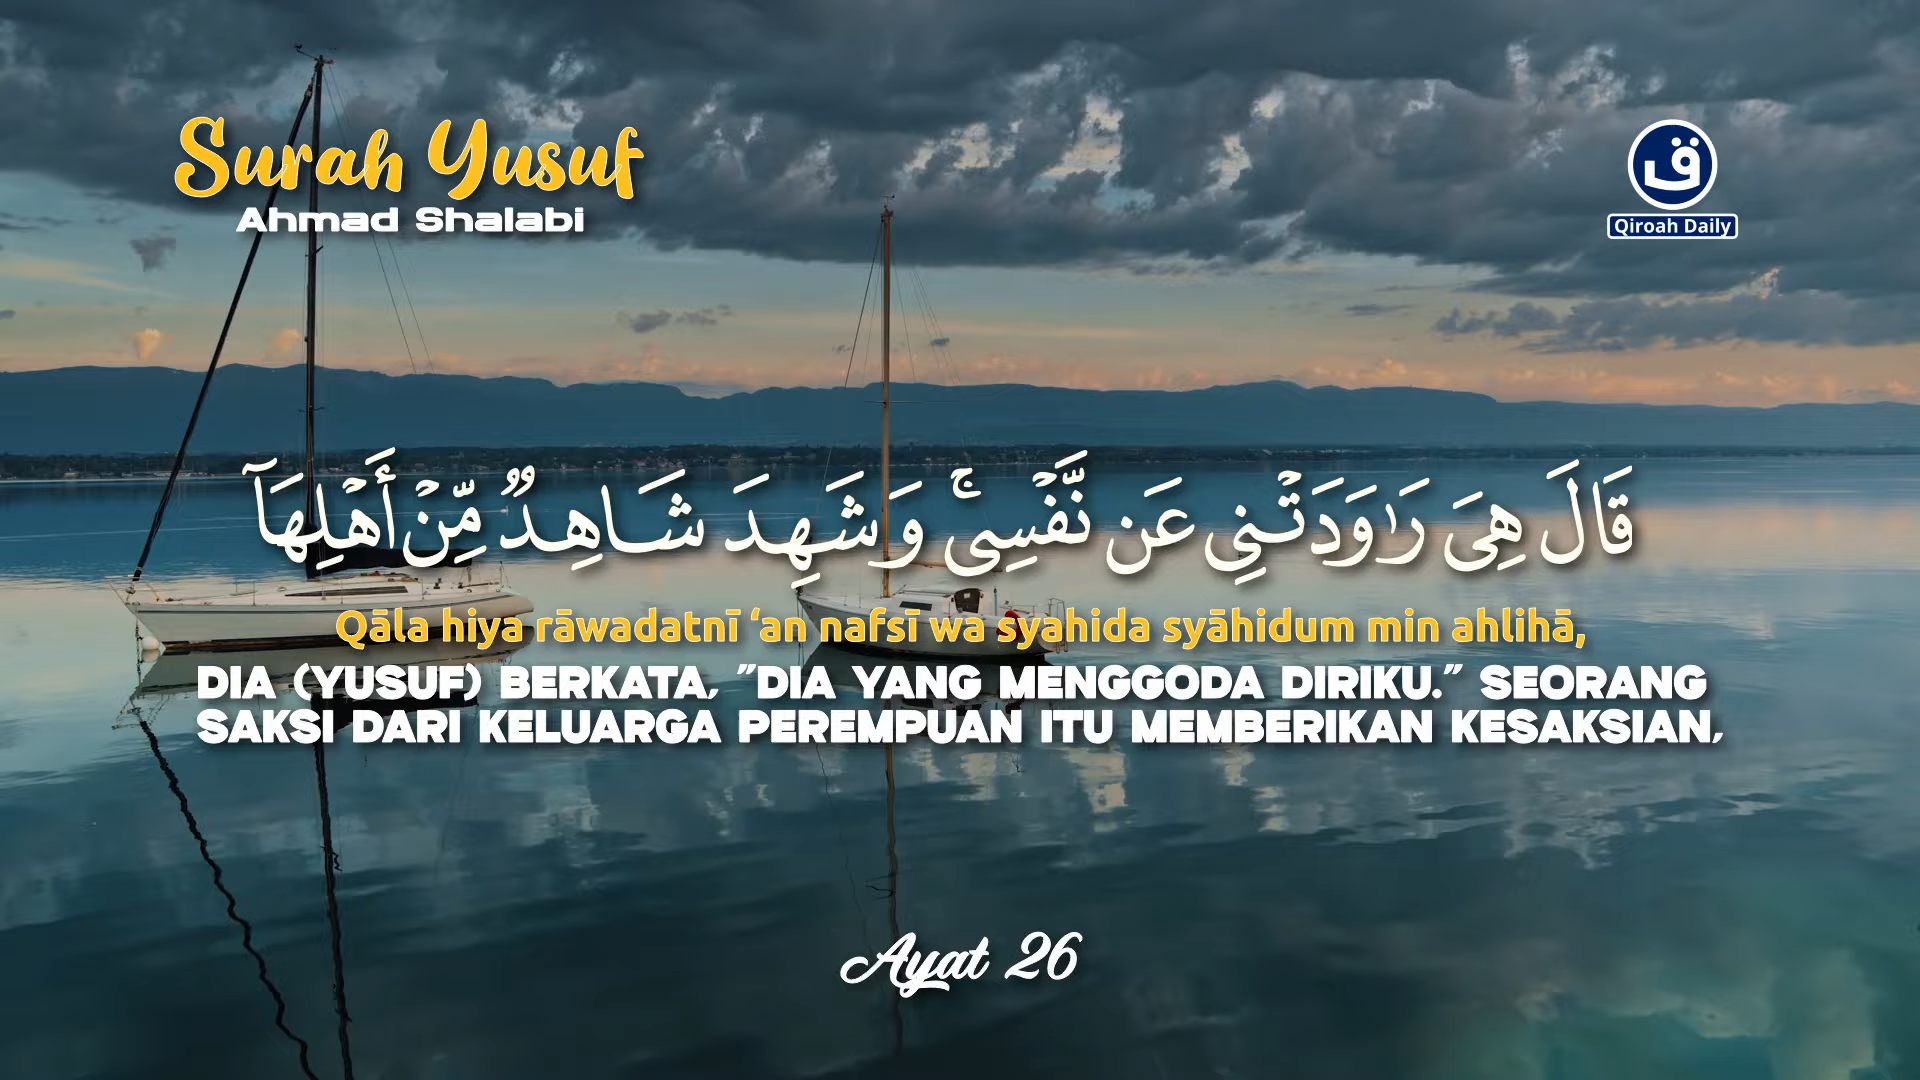 Surah Yusuf
Ahmad Shalabi
ق
Qiroah Daily
قَالَ هِيَ رَاوَدَتْنِي عَن نَّفْسِيۚ وَشَهِدَ شَاهِدٌ مِّنْ أَهْلِهَآ
Qāla hiya rāwadatnī ‘an nafsī wa syahida syāhidum min ahlihā,
DIA (YUSUF) BERKATA, "DIA YANG MENGGODA DIRIKU." SEORANG
SAKSI DARI KELUARGA PEREMPUAN ITU MEMBERIKAN KESAKSIAN,
Ayat 26